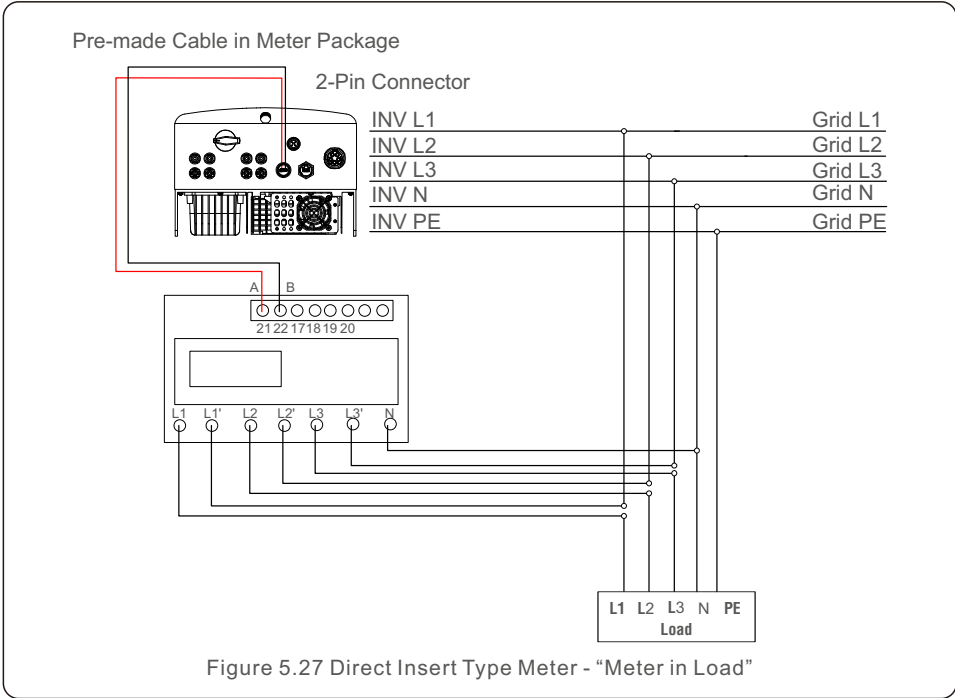 Pre-made Cable in Meter Package
2-Pin Connector
INV L1 Grid L1
INV L2 Grid L2
INV L3 Grid L3
INV N Grid N
INV PE Grid PE
A B
21 22 17 18 19 20
L1 L1' L2 L2' L3 L3' N
L1 L2 L3 N PE
Load
Figure 5.27 Direct Insert Type Meter - “Meter in Load”